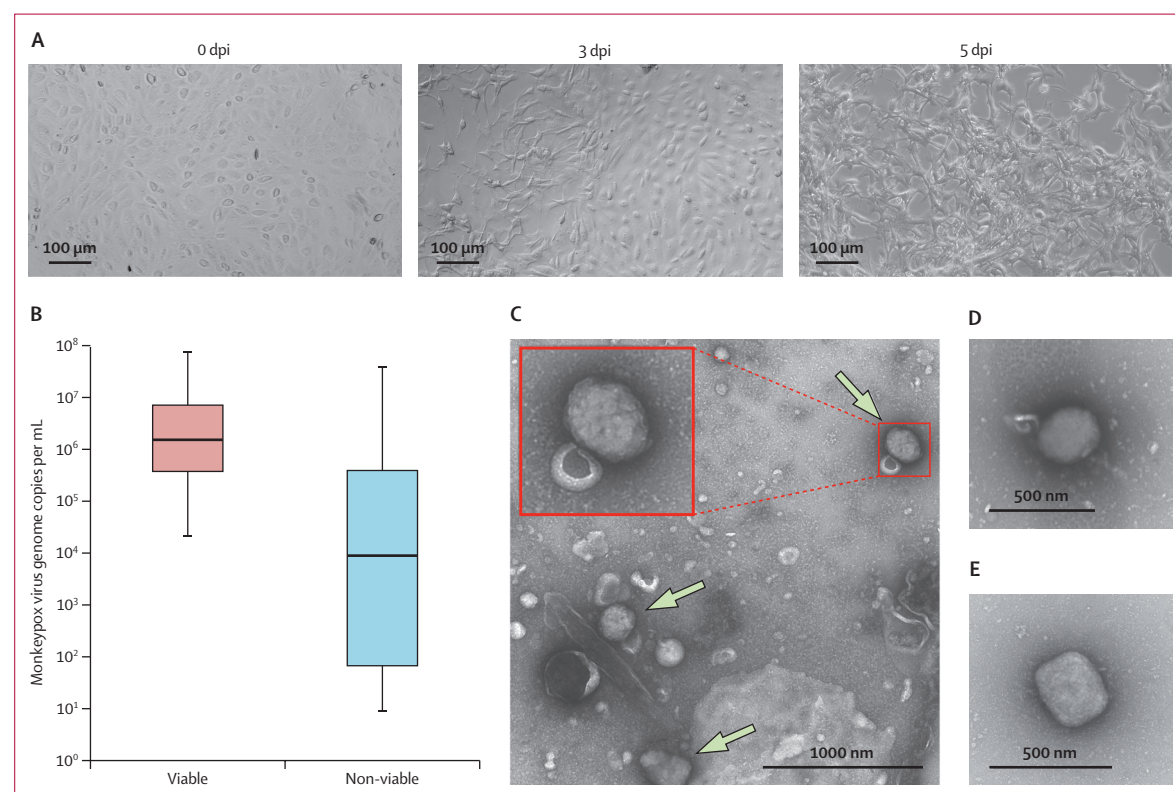 A
0 dpi
3 dpi
5 dpi
100 µm
100 µm
100 µm
B
Monkeypox virus genome copies per mL
10⁸
10⁷
10⁶
10⁵
10⁴
10³
10²
10¹
10⁰
Viable
Non-viable
C
1000 nm
D
500 nm
E
500 nm